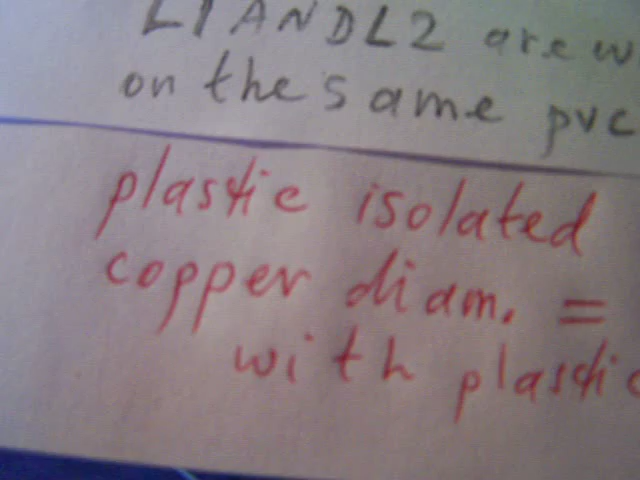 L1 AND L2 are w
on the same pvc
plastic isolated
copper diam. =
with plastic